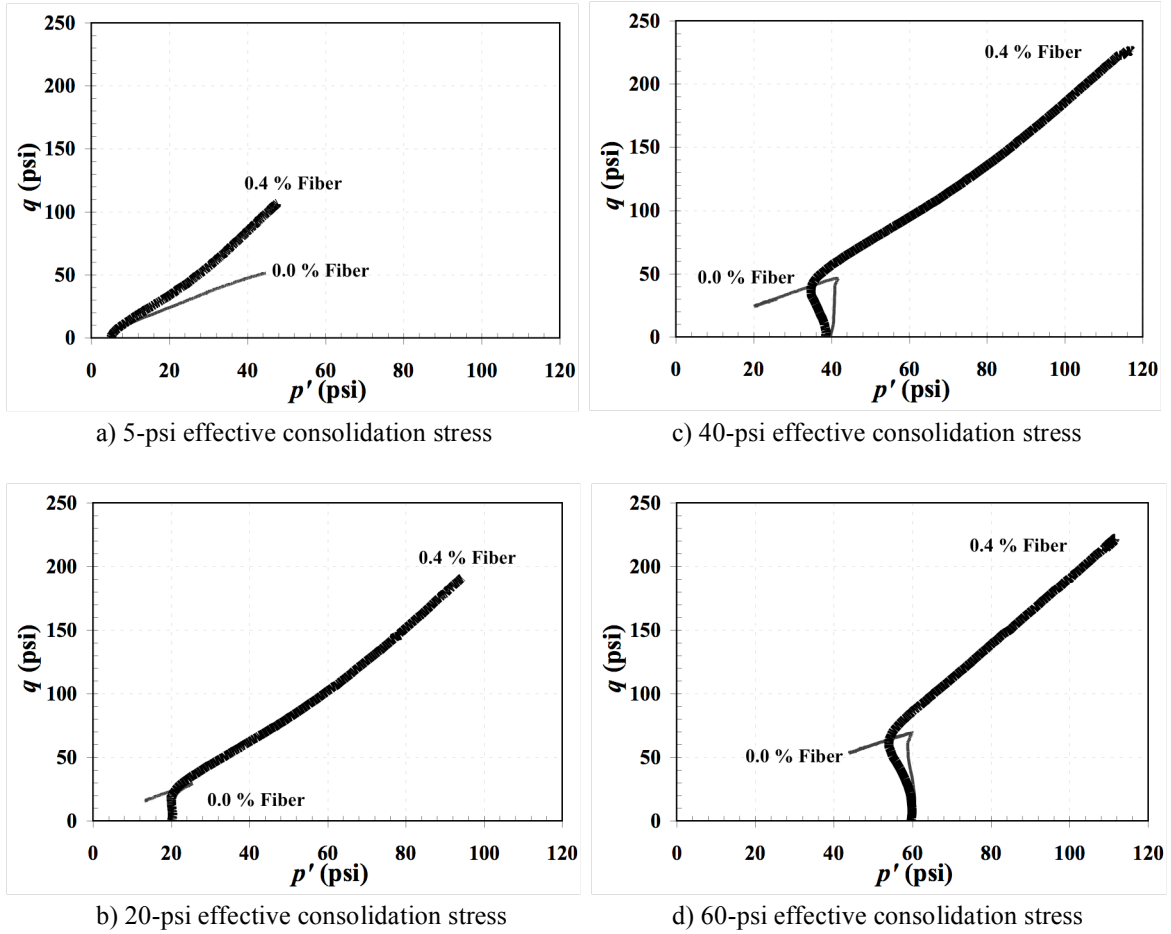 250
200
150
100
50
0
q (psi)
0.4 % Fiber
0.0 % Fiber
0 20 40 60 80 100 120
p′ (psi)
a) 5-psi effective consolidation stress
250
200
150
100
50
0
q (psi)
0.4 % Fiber
0.0 % Fiber
0 20 40 60 80 100 120
p′ (psi)
c) 40-psi effective consolidation stress
250
200
150
100
50
0
q (psi)
0.4 % Fiber
0.0 % Fiber
0 20 40 60 80 100 120
p′ (psi)
b) 20-psi effective consolidation stress
250
200
150
100
50
0
q (psi)
0.4 % Fiber
0.0 % Fiber
0 20 40 60 80 100 120
p′ (psi)
d) 60-psi effective consolidation stress